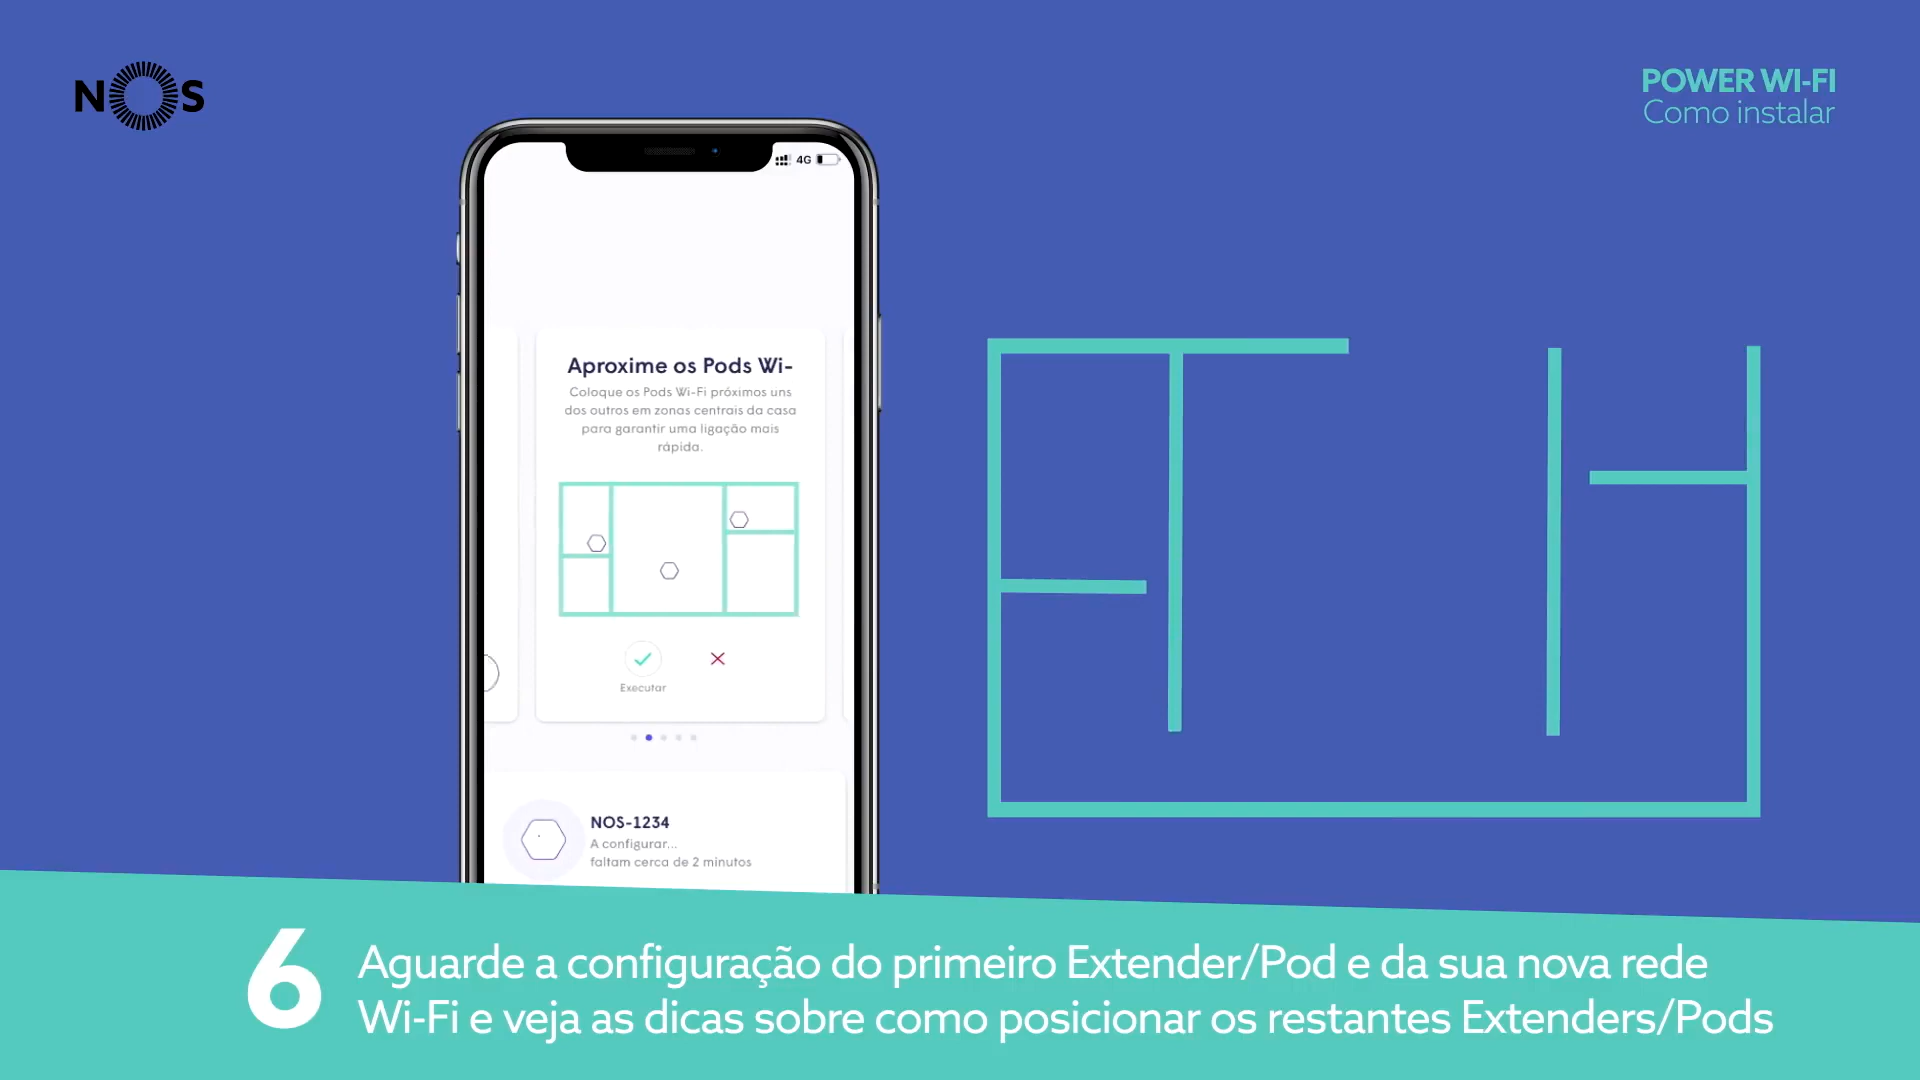 NOS
POWER WI-FI
Como instalar
4G
Aproxime os Pods Wi-
Coloque os Pods Wi-Fi próximos uns
dos outros em zonas centrais da casa
para garantir uma ligação mais
rápida.
Executar
NOS-1234
A configurar...
faltam cerca de 2 minutos
6
Aguarde a configuração do primeiro Extender/Pod e da sua nova rede
Wi-Fi e veja as dicas sobre como posicionar os restantes Extenders/Pods